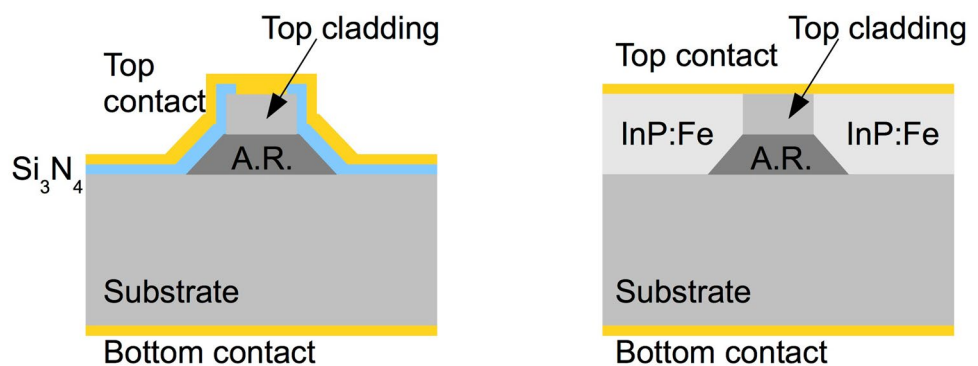 Top cladding
Top
contact
Si₃N₄
A.R.
Substrate
Bottom contact
Top cladding
Top contact
InP:Fe
InP:Fe
A.R.
Substrate
Bottom contact